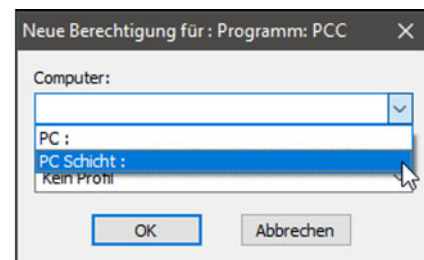 Neue Berechtigung für : Programm: PCC
Computer:
PC :
PC Schicht :
Kein Profil
OK
Abbrechen